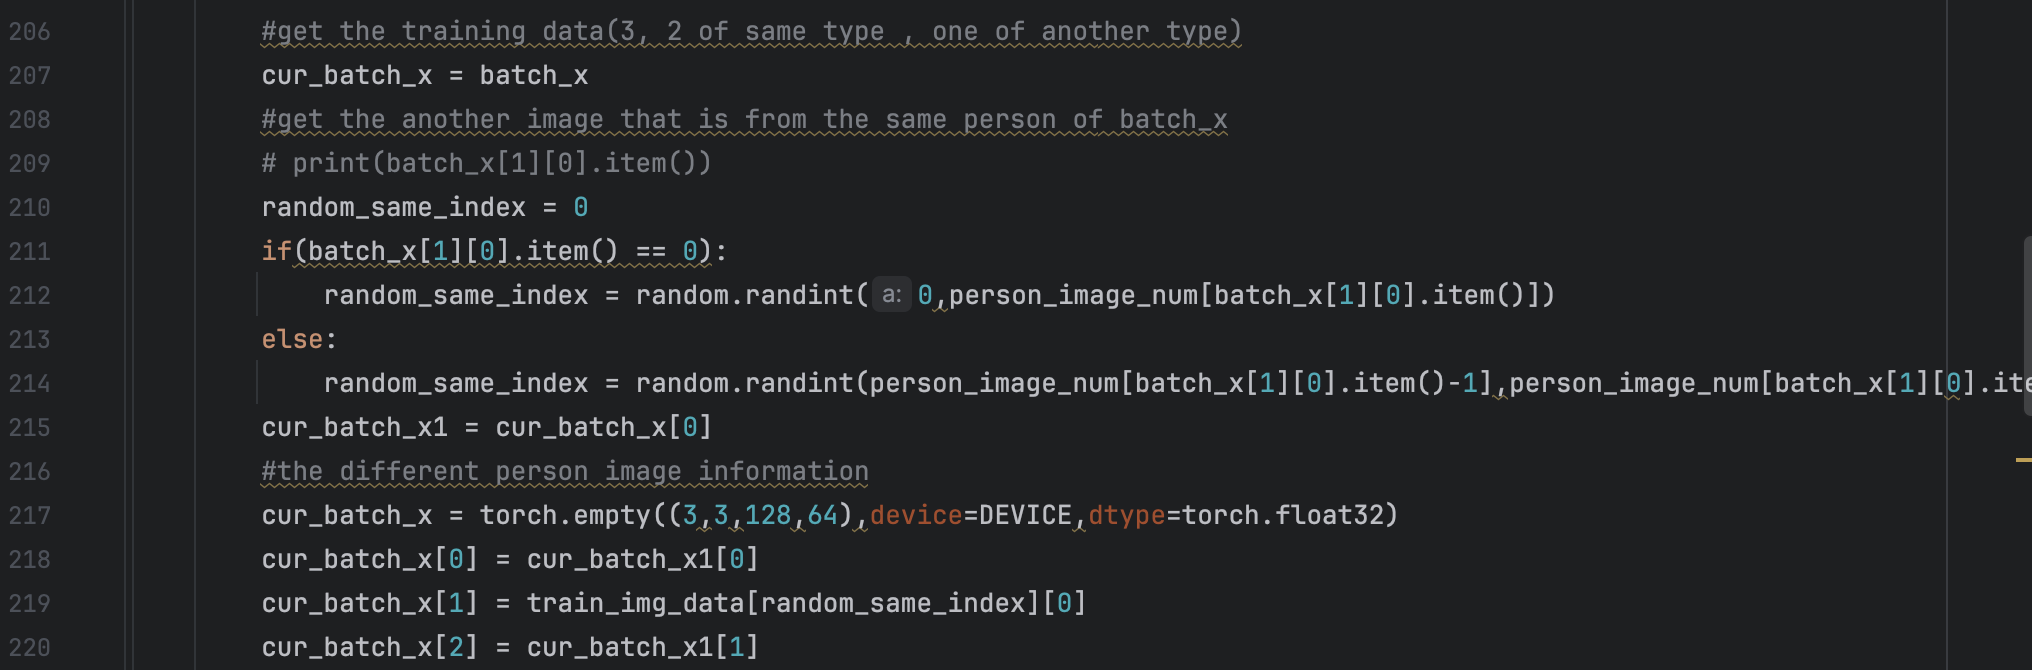 206 #get the training data(3, 2 of same type , one of another type)
207 cur_batch_x = batch_x
208 #get the another image that is from the same person of batch_x
209 # print(batch_x[1][0].item())
210 random_same_index = 0
211 if(batch_x[1][0].item() == 0):
212 random_same_index = random.randint(a: 0,person_image_num[batch_x[1][0].item()])
213 else:
214 random_same_index = random.randint(person_image_num[batch_x[1][0].item()-1],person_image_num[batch_x[1][0].ite
215 cur_batch_x1 = cur_batch_x[0]
216 #the different person image information
217 cur_batch_x = torch.empty((3,3,128,64),device=DEVICE,dtype=torch.float32)
218 cur_batch_x[0] = cur_batch_x1[0]
219 cur_batch_x[1] = train_img_data[random_same_index][0]
220 cur_batch_x[2] = cur_batch_x1[1]